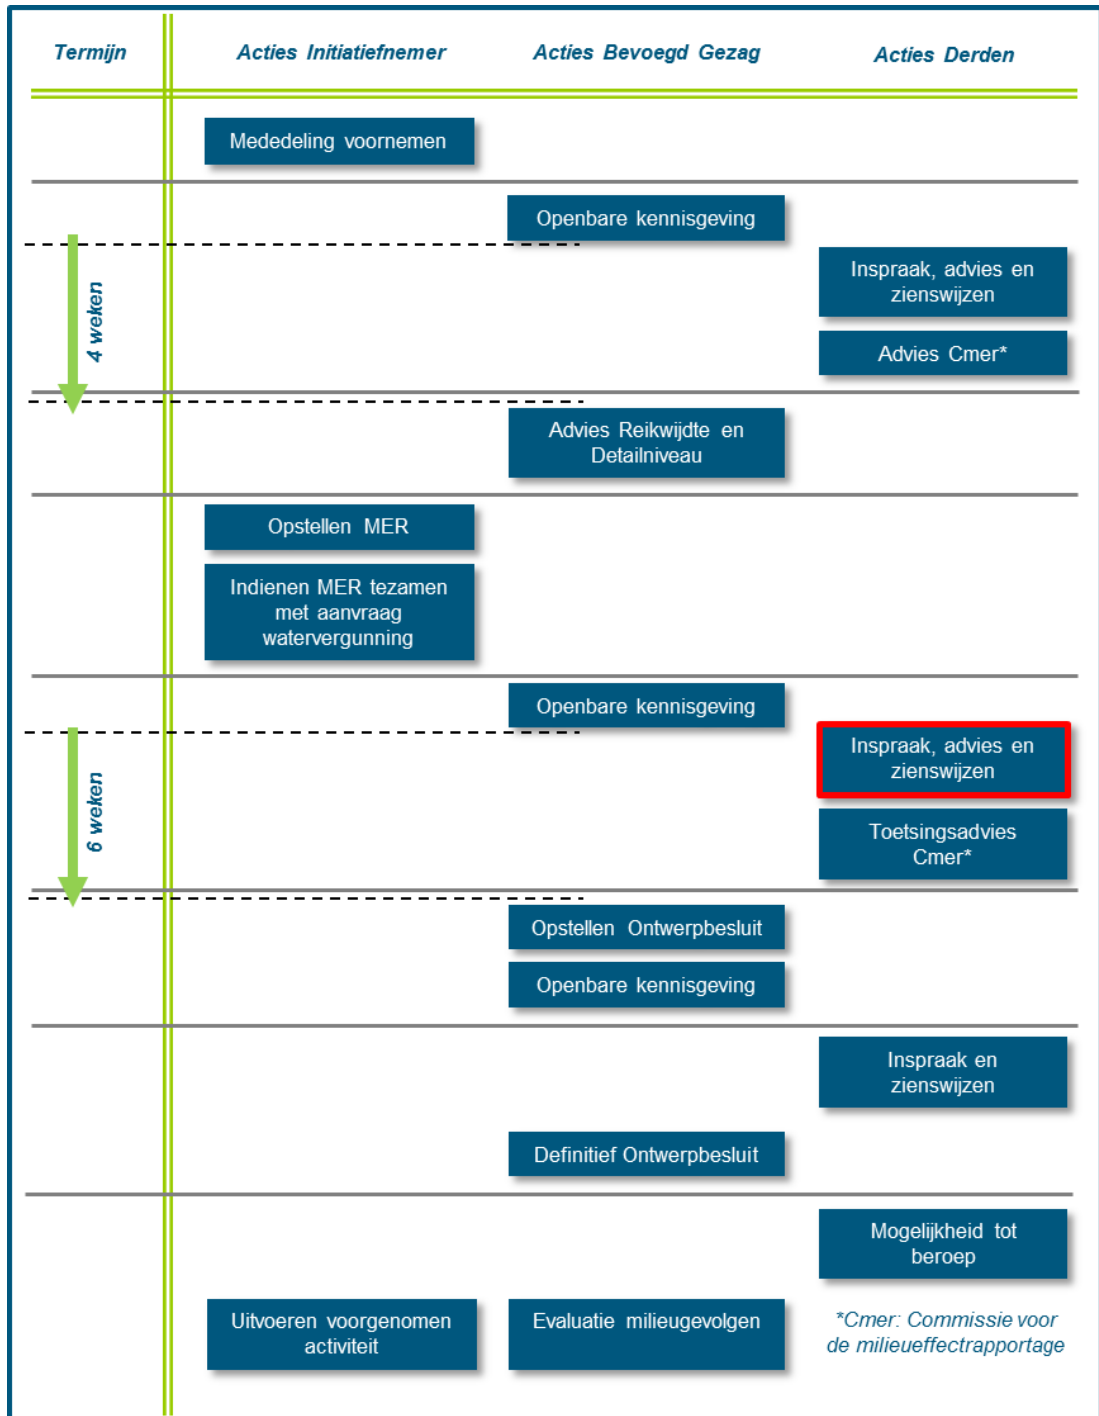 Termijn
Acties Initiatiefnemer
Acties Bevoegd Gezag
Acties Derden
Mededeling voornemen
Openbare kennisgeving
4 weken
Inspraak, advies en
zienswijzen
Advies Cmer*
Advies Reikwijdte en
Detailniveau
Opstellen MER
Indienen MER tezamen
met aanvraag
watervergunning
Openbare kennisgeving
6 weken
Inspraak, advies en
zienswijzen
Toetsingsadvies
Cmer*
Opstellen Ontwerpbesluit
Openbare kennisgeving
Inspraak en
zienswijzen
Definitief Ontwerpbesluit
Mogelijkheid tot
beroep
Uitvoeren voorgenomen
activiteit
Evaluatie milieugevolgen
*Cmer: Commissie voor
de milieueffectrapportage